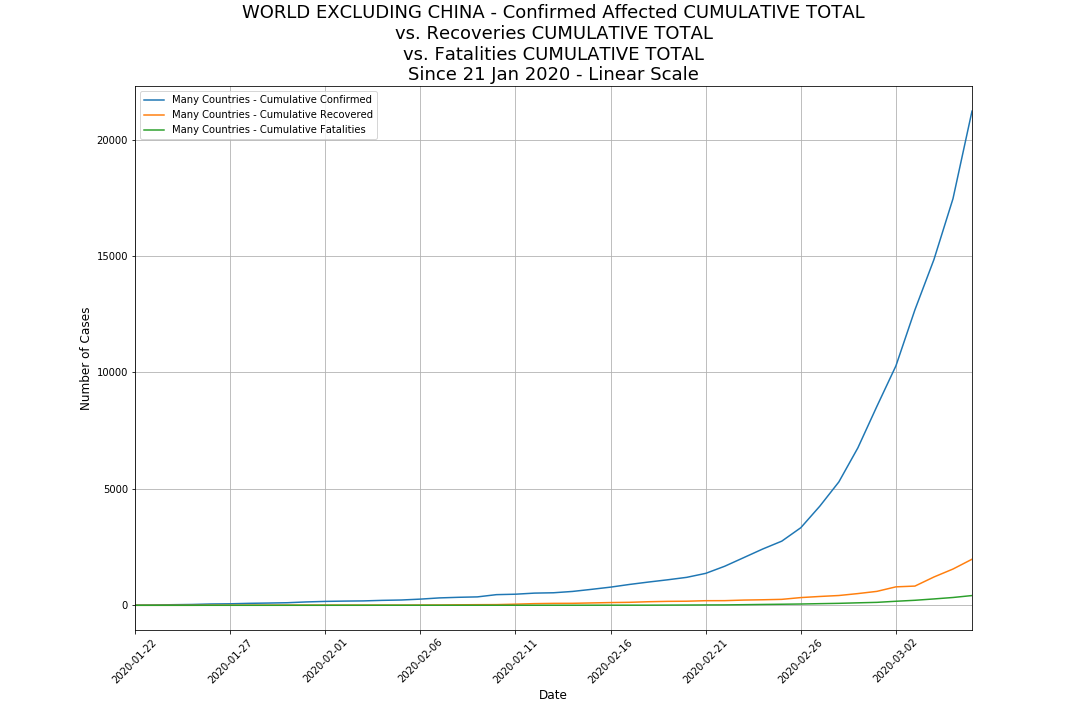 WORLD EXCLUDING CHINA - Confirmed Affected CUMULATIVE TOTAL
vs. Recoveries CUMULATIVE TOTAL
vs. Fatalities CUMULATIVE TOTAL
Since 21 Jan 2020 - Linear Scale
Many Countries - Cumulative Confirmed
Many Countries - Cumulative Recovered
Many Countries - Cumulative Fatalities
20000
15000
10000
5000
0
Number of Cases
2020-01-22
2020-01-27
2020-02-01
2020-02-06
2020-02-11
2020-02-16
2020-02-21
2020-02-26
2020-03-02
Date